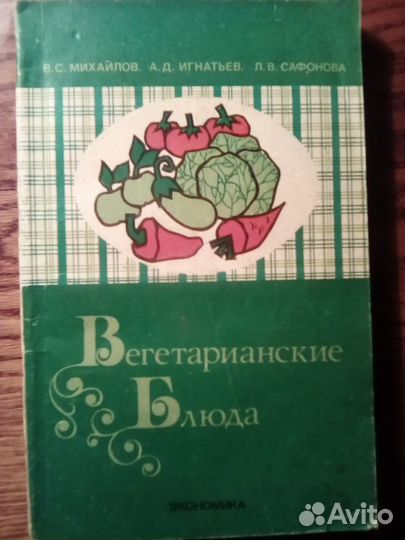 В.С. МИХАЙЛОВ. А.Д. ИГНАТЬЕВ. Л.В. САФОНОВА
Вегетарианские
Блюда
ЭКОНОМИКА
Avito